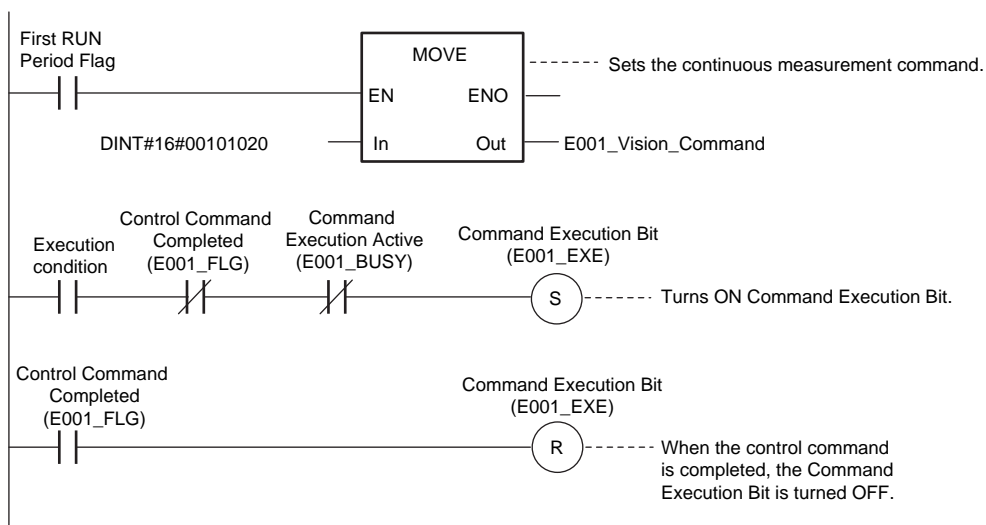 First RUN
Period Flag
MOVE
Sets the continuous measurement command.
EN
ENO
DINT#16#00101020
In
Out
E001_Vision_Command
Execution
condition
Control Command
Completed
(E001_FLG)
Command
Execution Active
(E001_BUSY)
Command Execution Bit
(E001_EXE)
S
Turns ON Command Execution Bit.
Control Command
Completed
(E001_FLG)
Command Execution Bit
(E001_EXE)
R
When the control command
is completed, the Command
Execution Bit is turned OFF.